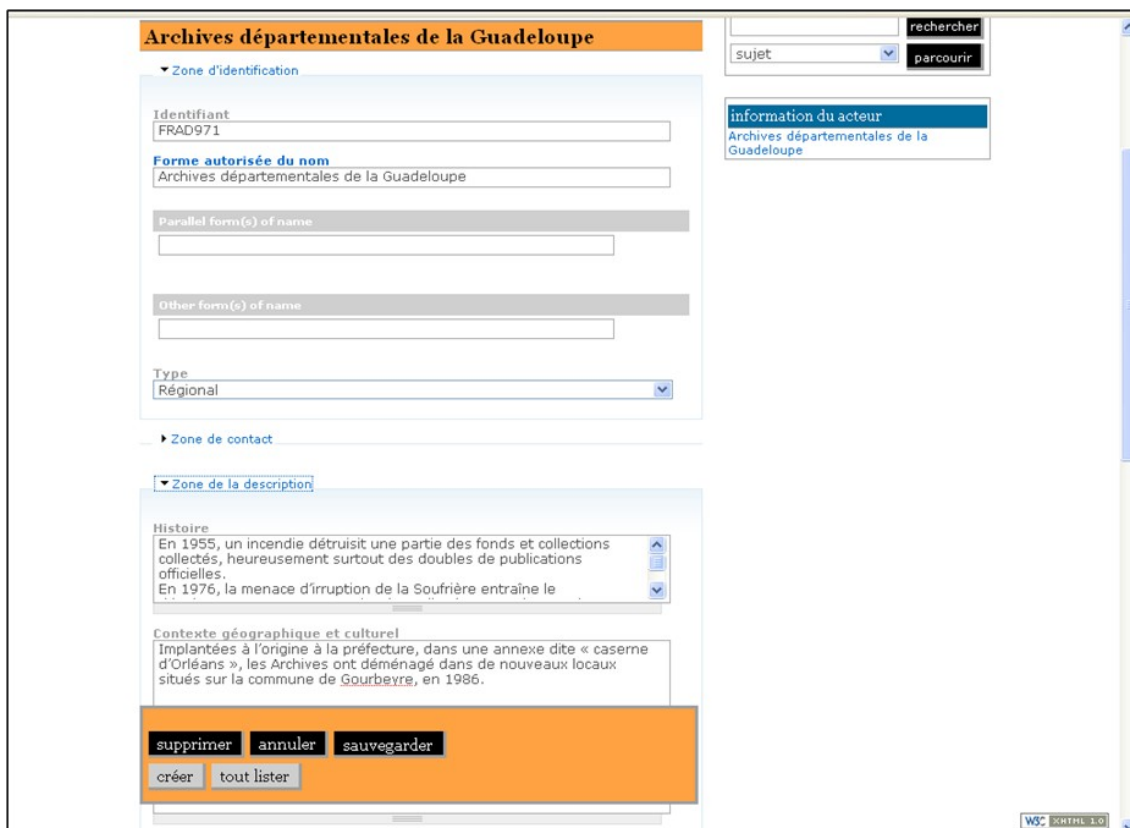 Archives départementales de la Guadeloupe
Zone d'identification
Identifiant
FRAD971
Forme autorisée du nom
Archives départementales de la Guadeloupe
Parallel form(s) of name
Other form(s) of name
Type
Régional
Zone de contact
Zone de la description
Histoire
En 1955, un incendie détruisit une partie des fonds et collections
collectés, heureusement surtout des doubles de publications
officielles.
En 1976, la menace d’irruption de la Soufrière entraîne le
Contexte géographique et culturel
Implantées à l’origine à la préfecture, dans une annexe dite « caserne
d’Orléans », les Archives ont déménagé dans de nouveaux locaux
situés sur la commune de Gourbeyre, en 1986.
supprimer annuler sauvegarder
créer tout lister
rechercher
sujet parcourir
information du acteur
Archives départementales de la
Guadeloupe
W3C XHTML 1.0